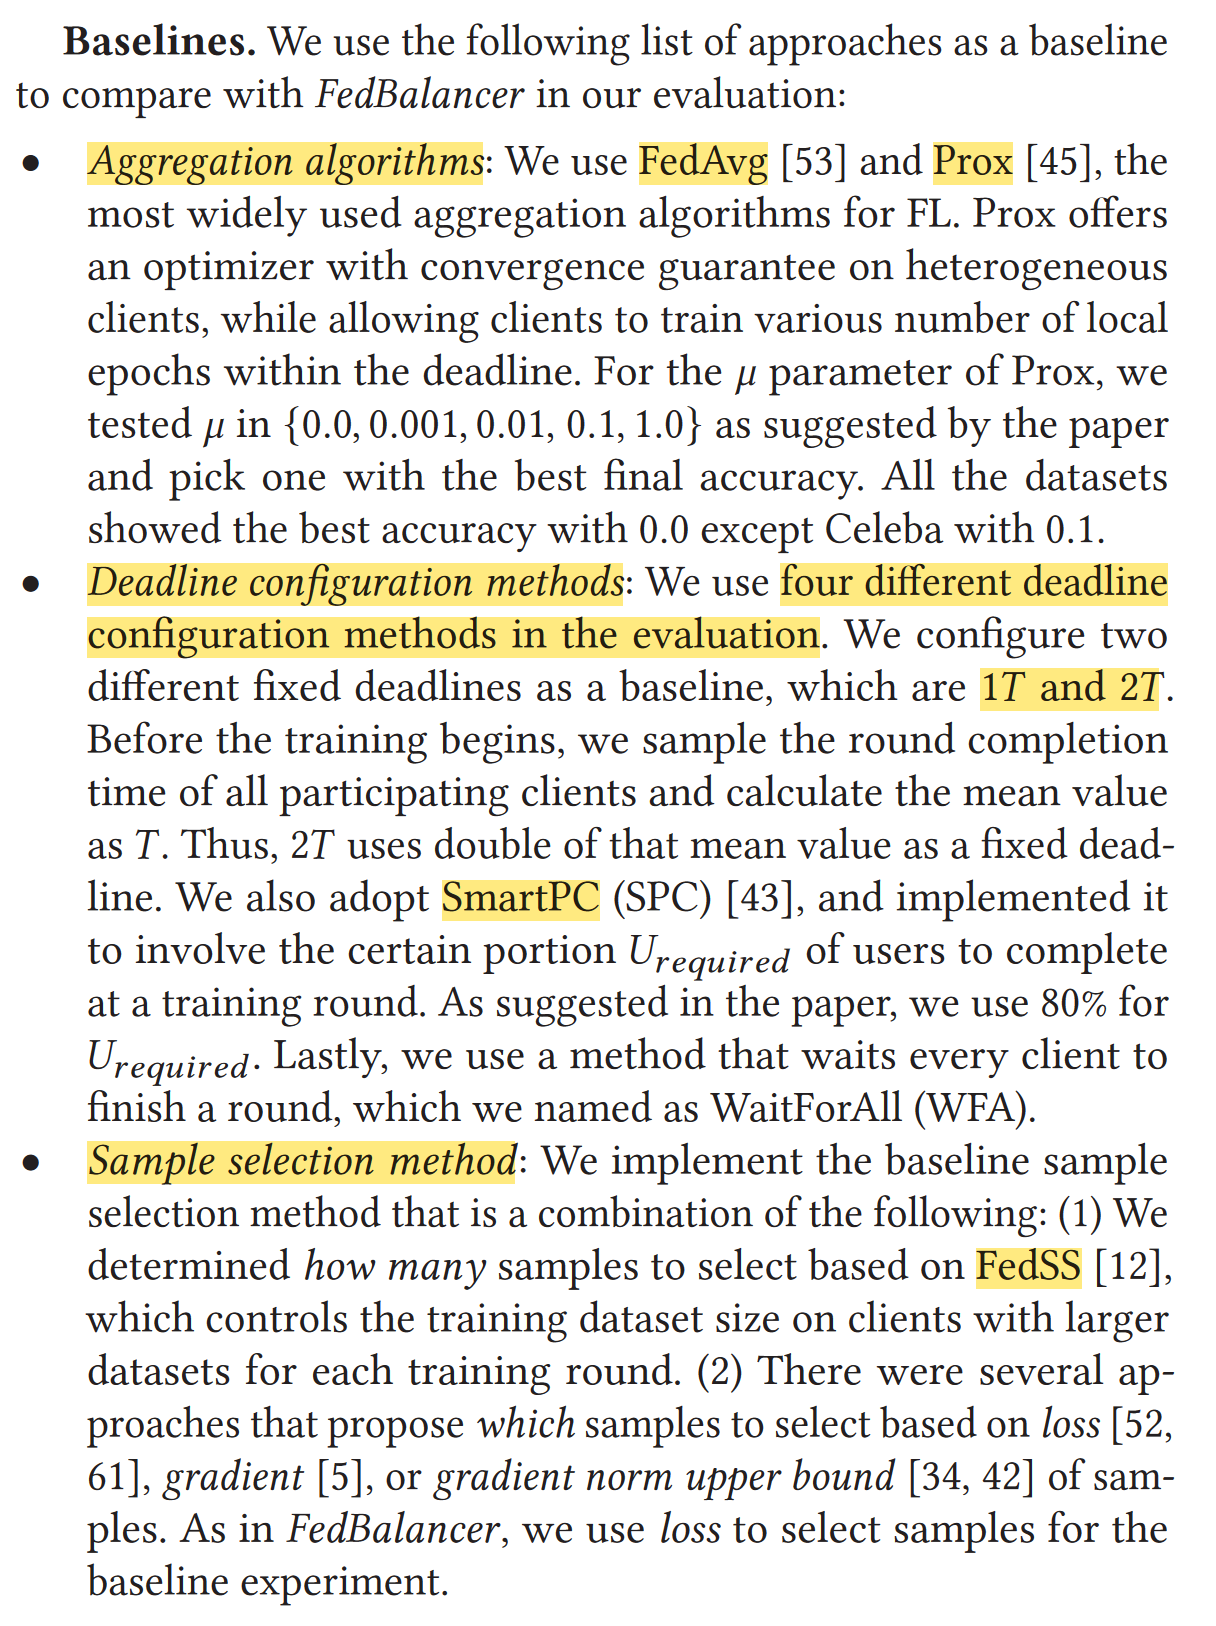 Baselines. We use the following list of approaches as a baseline
to compare with FedBalancer in our evaluation:
• Aggregation algorithms: We use FedAvg [53] and Prox [45], the
most widely used aggregation algorithms for FL. Prox offers
an optimizer with convergence guarantee on heterogeneous
clients, while allowing clients to train various number of local
epochs within the deadline. For the μ parameter of Prox, we
tested μ in {0.0, 0.001, 0.01, 0.1, 1.0} as suggested by the paper
and pick one with the best final accuracy. All the datasets
showed the best accuracy with 0.0 except Celeba with 0.1.
• Deadline configuration methods: We use four different deadline
configuration methods in the evaluation. We configure two
different fixed deadlines as a baseline, which are 1T and 2T.
Before the training begins, we sample the round completion
time of all participating clients and calculate the mean value
as T. Thus, 2T uses double of that mean value as a fixed dead-
line. We also adopt SmartPC (SPC) [43], and implemented it
to involve the certain portion U_required of users to complete
at a training round. As suggested in the paper, we use 80% for
U_required. Lastly, we use a method that waits every client to
finish a round, which we named as WaitForAll (WFA).
• Sample selection method: We implement the baseline sample
selection method that is a combination of the following: (1) We
determined how many samples to select based on FedSS [12],
which controls the training dataset size on clients with larger
datasets for each training round. (2) There were several ap-
proaches that propose which samples to select based on loss [52,
61], gradient [5], or gradient norm upper bound [34, 42] of sam-
ples. As in FedBalancer, we use loss to select samples for the
baseline experiment.